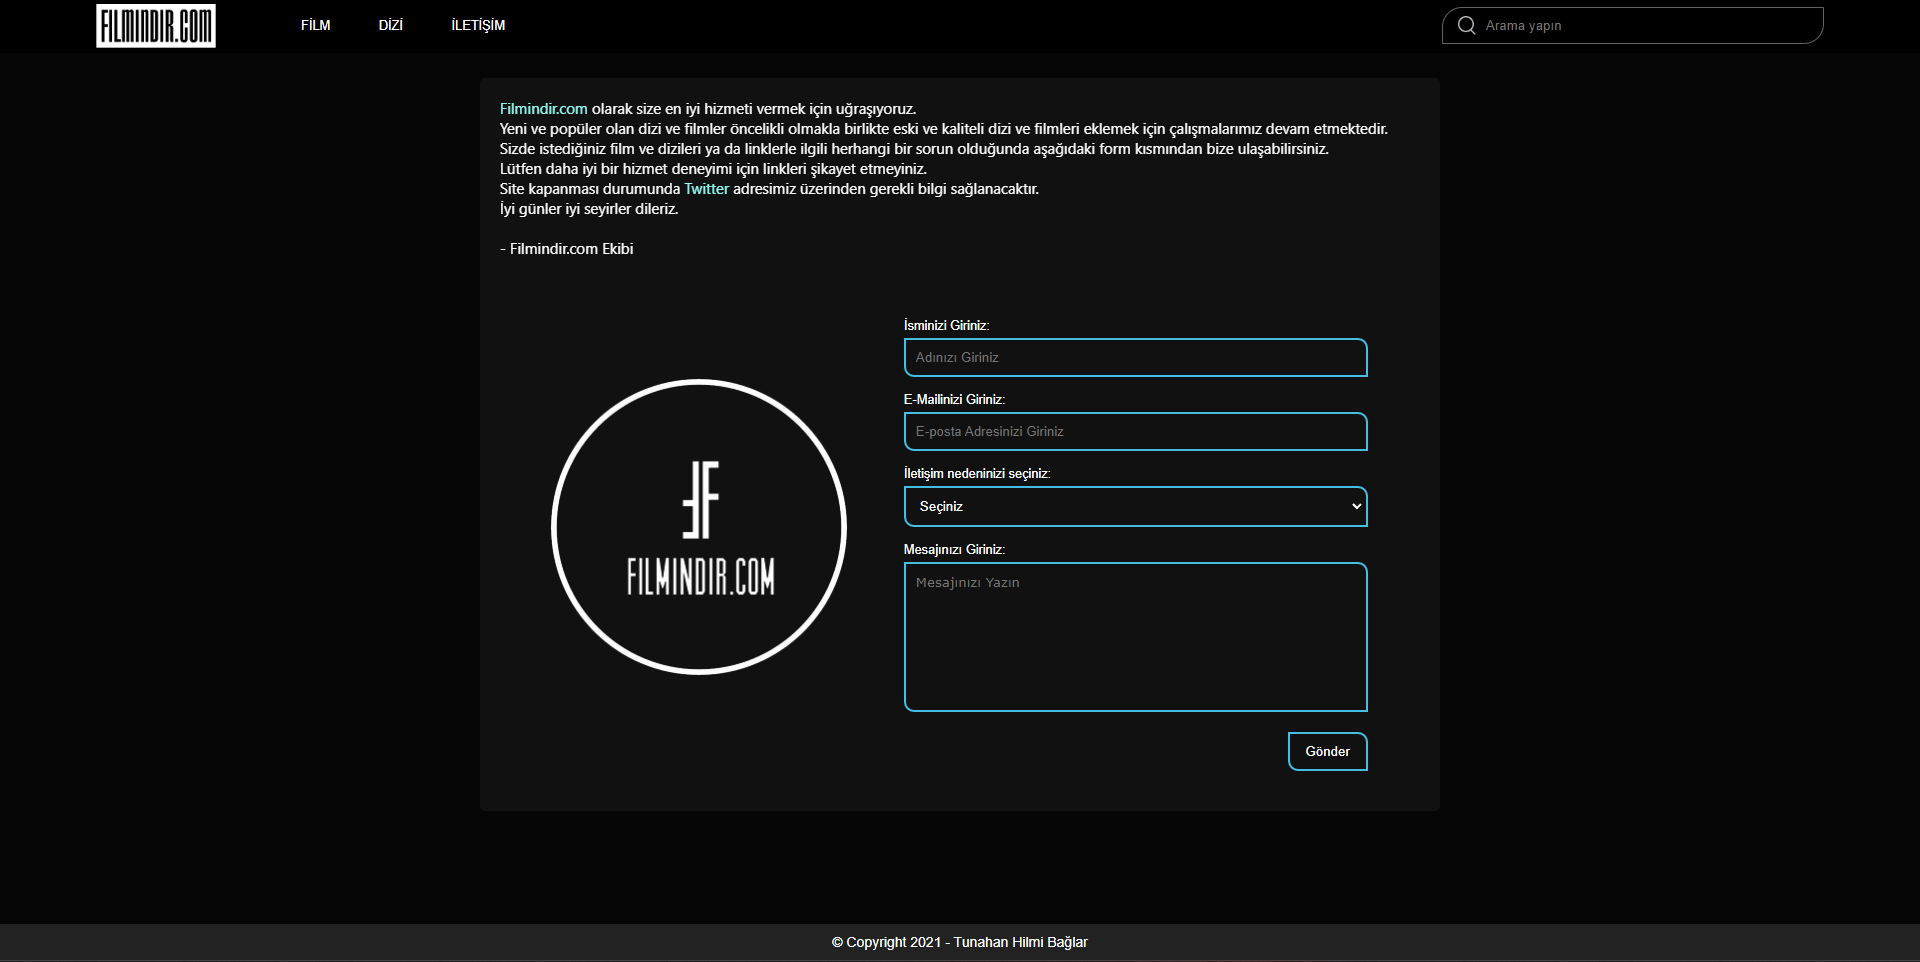 FILMINDIR.COM
FİLM
DİZİ
İLETİŞİM
Arama yapın
Filmindir.com olarak size en iyi hizmeti vermek için uğraşıyoruz.
Yeni ve popüler olan dizi ve filmler öncelikli olmakla birlikte eski ve kaliteli dizi ve filmleri eklemek için çalışmalarımız devam etmektedir.
Sizde istediğiniz film ve dizileri ya da linklerle ilgili herhangi bir sorun olduğunda aşağıdaki form kısmından bize ulaşabilirsiniz.
Lütfen daha iyi bir hizmet deneyimi için linkleri şikayet etmeyiniz.
Site kapanması durumunda Twitter adresimiz üzerinden gerekli bilgi sağlanacaktır.
İyi günler iyi seyirler dileriz.
- Filmindir.com Ekibi
FILMINDIR.COM
İsminizi Giriniz:
Adınızı Giriniz
E-Mailinizi Giriniz:
E-posta Adresinizi Giriniz
İletişim nedeninizi seçiniz:
Seçiniz
Mesajınızı Giriniz:
Mesajınızı Yazın
Gönder
© Copyright 2021 - Tunahan Hilmi Bağlar